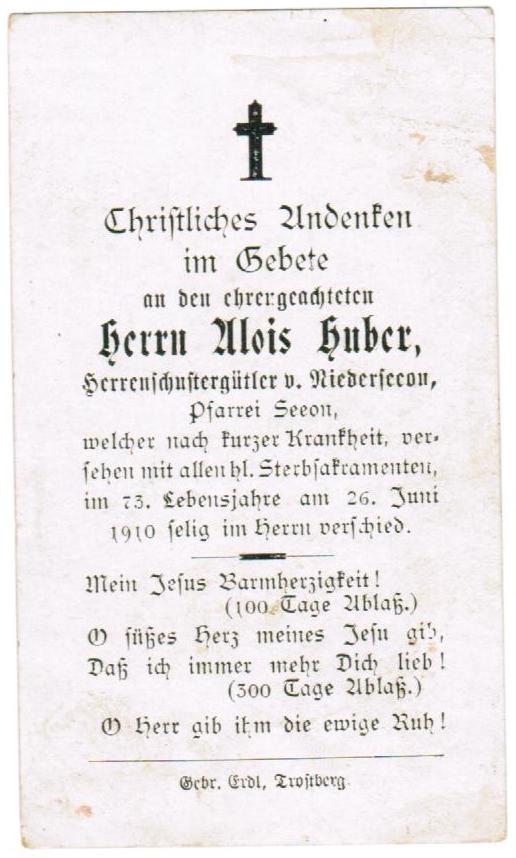 Christliches Andenken
im Gebete
an den ehrengeachteten
Herrn Alois Huber,
Herrenschustergütler v. Niederseeon,
Pfarrei Seeon,
welcher nach kurzer Krankheit, ver-
sehen mit allen hl. Sterbsakramenten,
im 73. Lebensjahre am 26. Juni
1910 selig im Herrn verschied.
Mein Jesus Barmherzigkeit!
(100 Tage Ablaß.)
O süßes Herz meines Jesu gib,
Daß ich immer mehr Dich lieb!
(300 Tage Ablaß.)
O Herr gib ihm die ewige Ruh!
Gebr. Erdl, Trostberg.